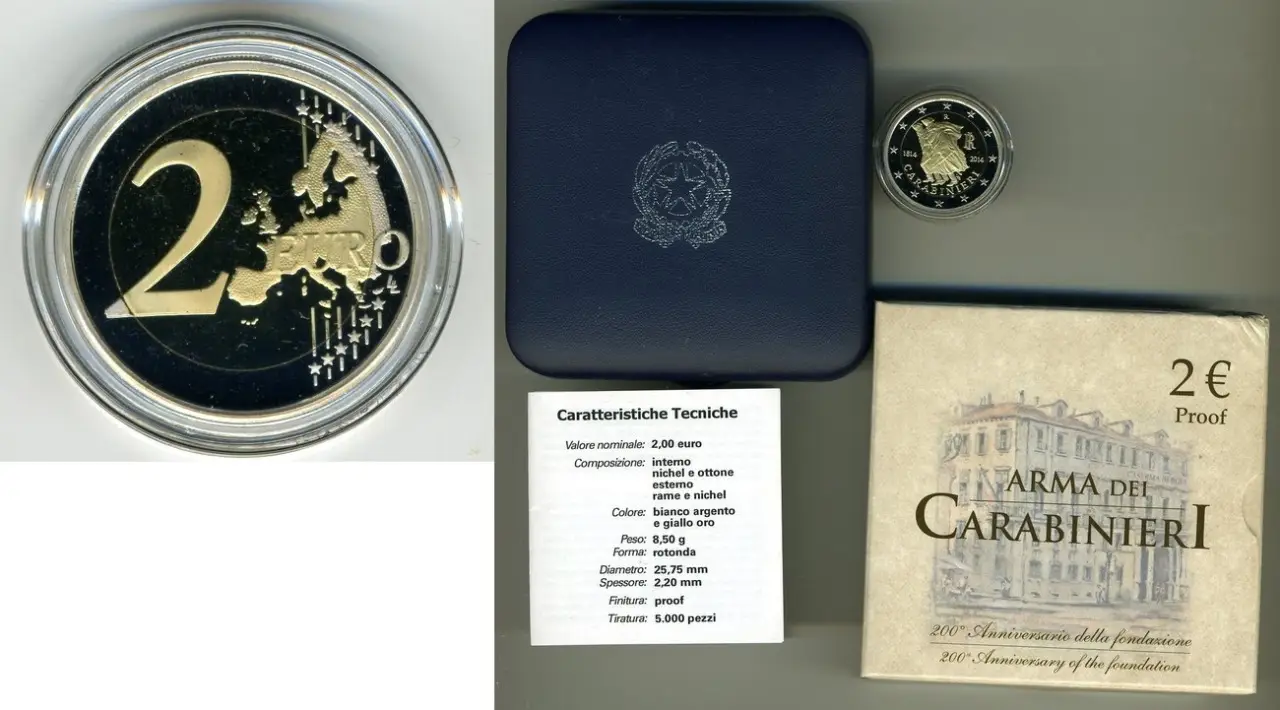 2 EURO
R
1814
2014
RI
CARABINIERI
Caratteristiche Tecniche
Valore nominale: 2,00 euro
Composizione: interno
nichel e ottone
esterno
rame e nichel
Colore: bianco argento
e giallo oro
Peso: 8,50 g
Forma: rotonda
Diametro: 25,75 mm
Spessore: 2,20 mm
Finitura: proof
Tiratura: 5.000 pezzi
2 €
Proof
ARMA DEI
CARABINIERI
200° Anniversario della fondazione
200° Anniversary of the foundation